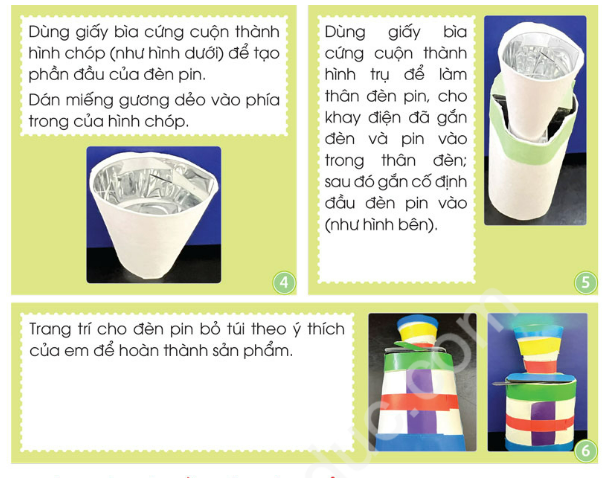 Dùng giấy bìa cứng cuộn thành
hình chóp (như hình dưới) để tạo
phần đầu của đèn pin.
Dán miếng gương dẻo vào phía
trong của hình chóp.
4
Dùng giấy bìa
cứng cuộn thành
hình trụ để làm
thân đèn pin, cho
khay điện đã gắn
đèn và pin vào
trong thân đèn;
sau đó gắn cố định
đầu đèn pin vào
(như hình bên).
5
Trang trí cho đèn pin bỏ túi theo ý thích
của em để hoàn thành sản phẩm.
6
duc.com